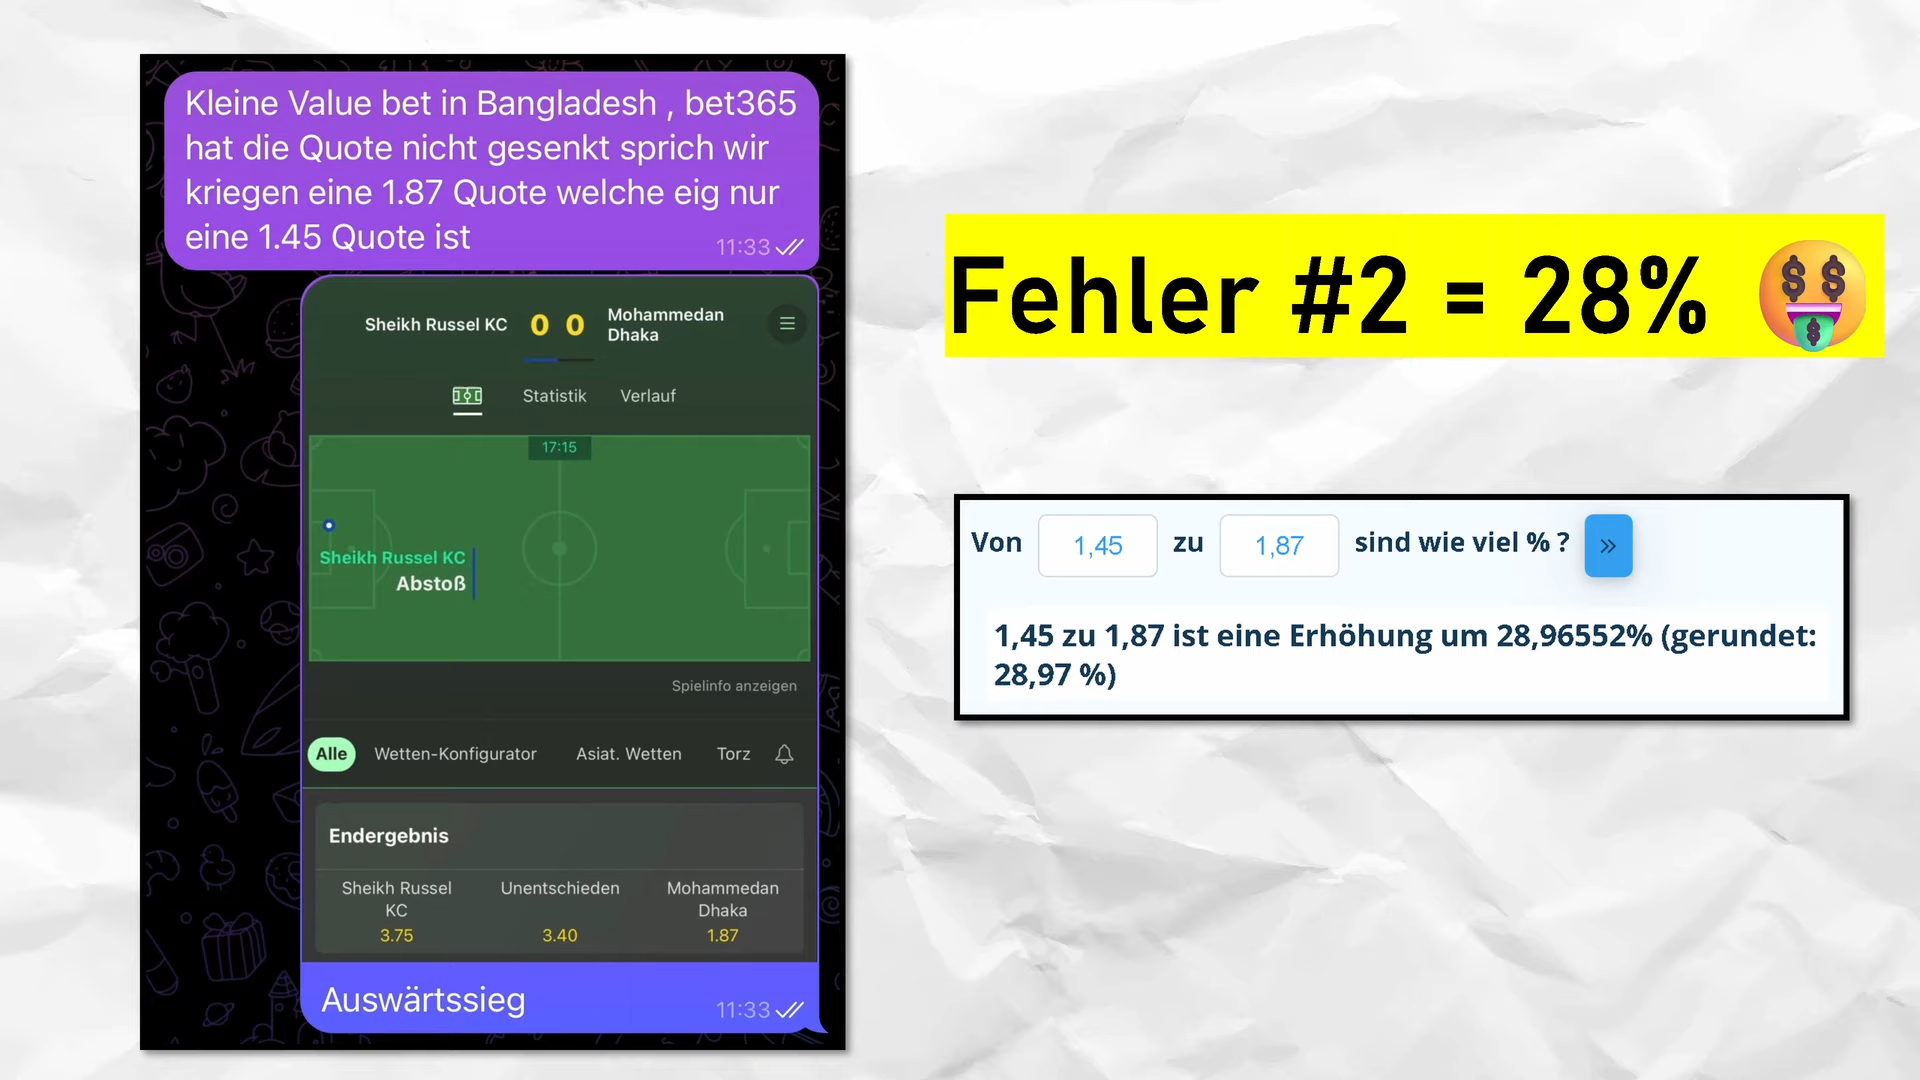 Kleine Value bet in Bangladesh , bet365
hat die Quote nicht gesenkt sprich wir
kriegen eine 1.87 Quote welche eig nur
eine 1.45 Quote ist
11:33
Sheikh Russel KC 0 0 Mohammedan
Dhaka
Statistik Verlauf
17:15
Sheikh Russel KC
Abstoß
Spielinfo anzeigen
Alle Wetten-Konfigurator Asiat. Wetten Torz
Endergebnis
Sheikh Russel
KC
3.75
Unentschieden
3.40
Mohammedan
Dhaka
1.87
Auswärtssieg
11:33
Fehler #2 = 28%
Von 1,45 zu 1,87 sind wie viel % ? »
1,45 zu 1,87 ist eine Erhöhung um 28,96552% (gerundet:
28,97 %)